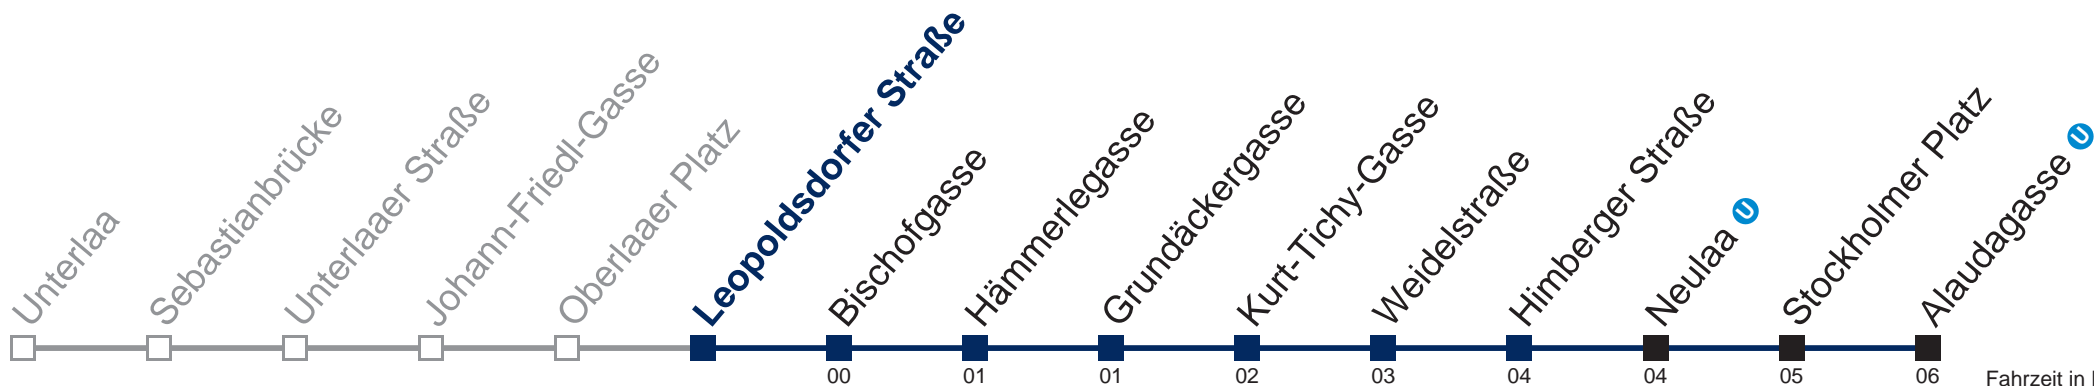 Unterlaa
Sebastianbrücke
Unterlaaer Straße
Johann-Friedl-Gasse
Oberlaaer Platz
Leopoldsdorfer Straße
Bischofgasse
Hämmerlegasse
Grundäckergasse
Kurt-Tichy-Gasse
Weidelstraße
Himberger Straße
Neulaa U
Stockholmer Platz
Alaudagasse U
00 01 01 02 03 04 04 05 06 Fahrzeit in